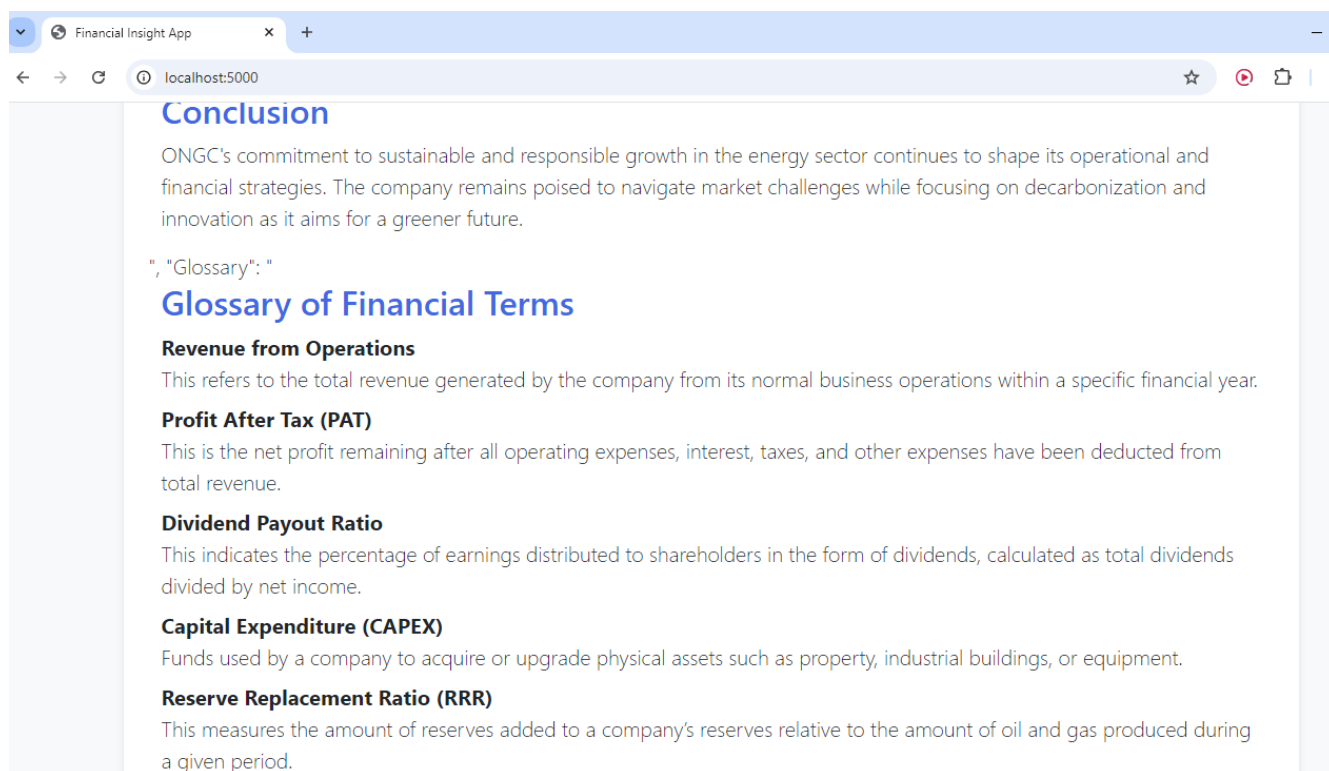 Financial Insight App
localhost:5000
Conclusion
ONGC's commitment to sustainable and responsible growth in the energy sector continues to shape its operational and
financial strategies. The company remains poised to navigate market challenges while focusing on decarbonization and
innovation as it aims for a greener future.
", "Glossary": "
Glossary of Financial Terms
Revenue from Operations
This refers to the total revenue generated by the company from its normal business operations within a specific financial year.
Profit After Tax (PAT)
This is the net profit remaining after all operating expenses, interest, taxes, and other expenses have been deducted from
total revenue.
Dividend Payout Ratio
This indicates the percentage of earnings distributed to shareholders in the form of dividends, calculated as total dividends
divided by net income.
Capital Expenditure (CAPEX)
Funds used by a company to acquire or upgrade physical assets such as property, industrial buildings, or equipment.
Reserve Replacement Ratio (RRR)
This measures the amount of reserves added to a company’s reserves relative to the amount of oil and gas produced during
a given period.